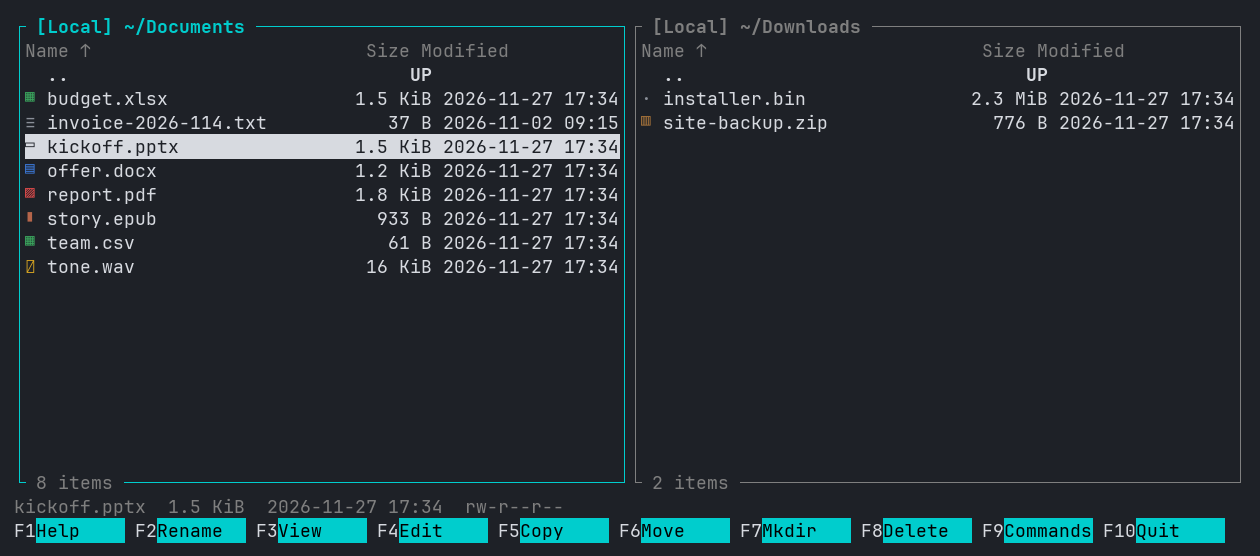 [Local] ~/Documents
Name ↑ Size Modified
.. UP
budget.xlsx 1.5 KiB 2026-11-27 17:34
invoice-2026-114.txt 37 B 2026-11-02 09:15
kickoff.pptx 1.5 KiB 2026-11-27 17:34
offer.docx 1.2 KiB 2026-11-27 17:34
report.pdf 1.8 KiB 2026-11-27 17:34
story.epub 933 B 2026-11-27 17:34
team.csv 61 B 2026-11-27 17:34
tone.wav 16 KiB 2026-11-27 17:34
8 items
[Local] ~/Downloads
Name ↑ Size Modified
.. UP
installer.bin 2.3 MiB 2026-11-27 17:34
site-backup.zip 776 B 2026-11-27 17:34
2 items
kickoff.pptx 1.5 KiB 2026-11-27 17:34 rw-r--r--
F1Help F2Rename F3View F4Edit F5Copy F6Move F7Mkdir F8Delete F9Commands F10Quit